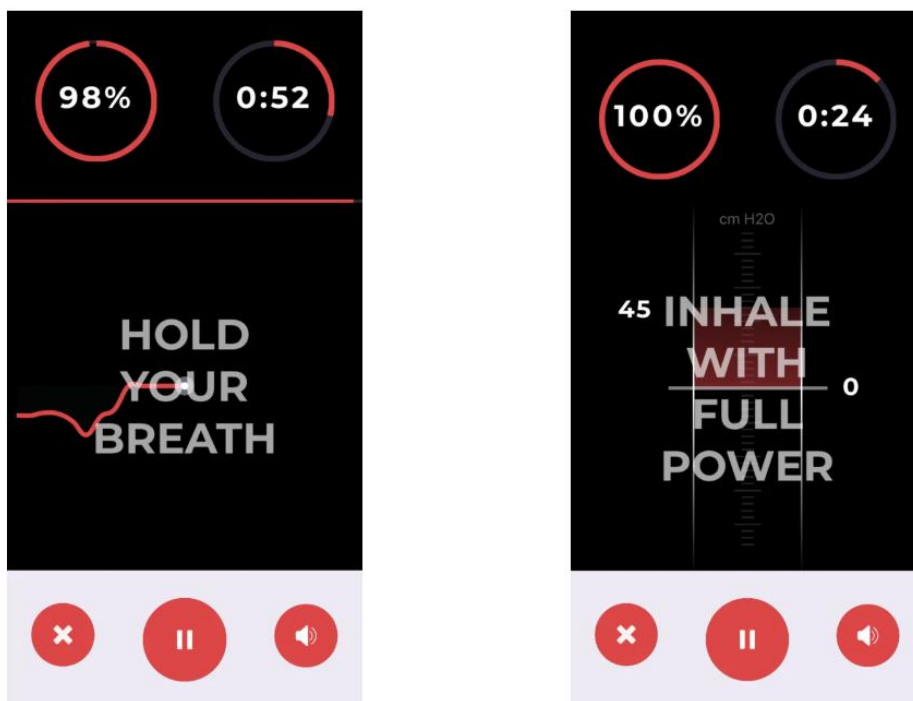 98%
0:52
HOLD
YOUR
BREATH
100%
0:24
cm H2O
45
INHALE
WITH
0
FULL
POWER